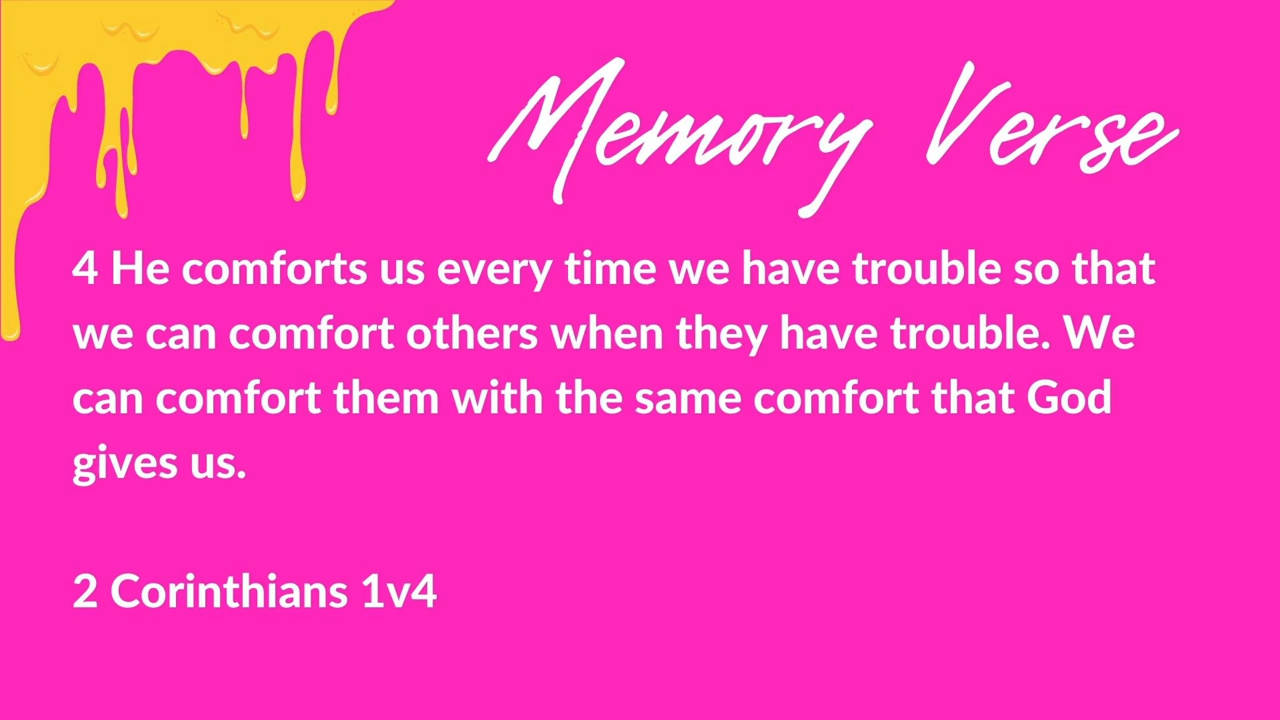 Memory Verse
4 He comforts us every time we have trouble so that
we can comfort others when they have trouble. We
can comfort them with the same comfort that God
gives us.
2 Corinthians 1v4